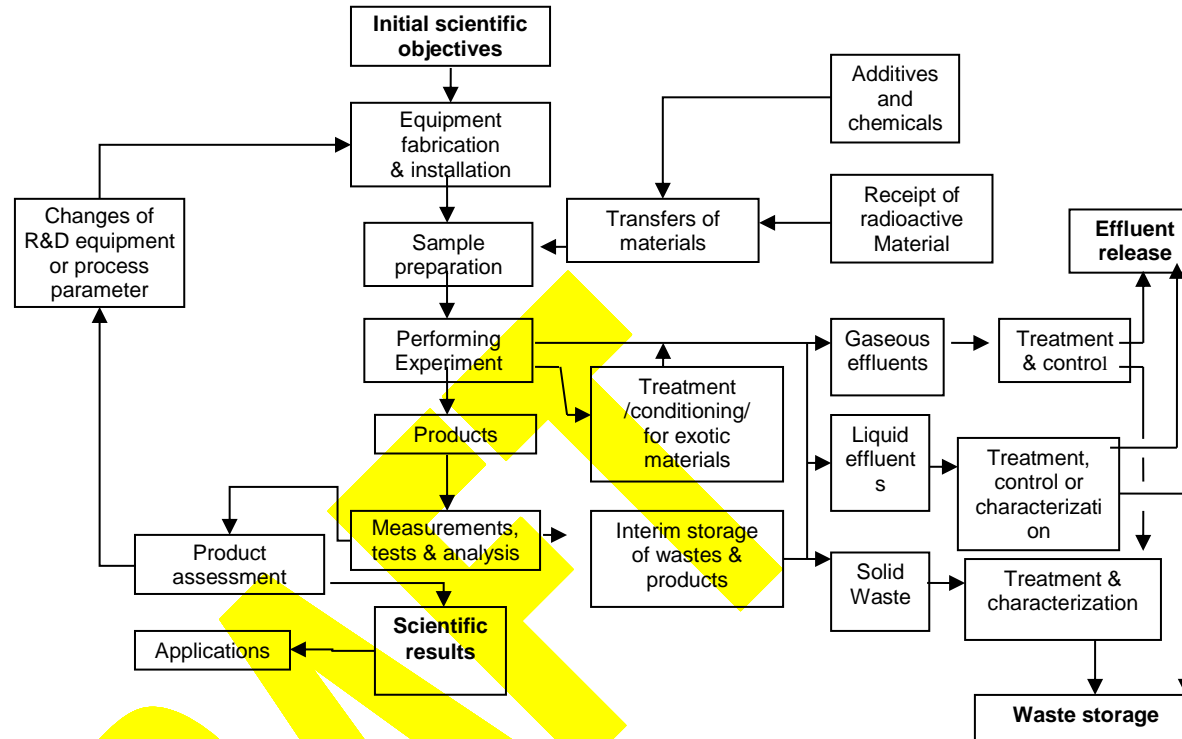 Initial scientific
objectives
Additives
and
chemicals
Equipment
fabrication
& installation
Changes of
R&D equipment
or process
parameter
Transfers of
materials
Receipt of
radioactive
Material
Effluent
release
Sample
preparation
Performing
Experiment
Gaseous
effluents
Treatment
& control
Treatment
/conditioning/
for exotic
materials
Products
Liquid
effluent
s
Treatment,
control or
characterizati
on
Measurements,
tests & analysis
Interim storage
of wastes &
products
Product
assessment
Solid
Waste
Treatment &
characterization
Scientific
results
Applications
Waste storage